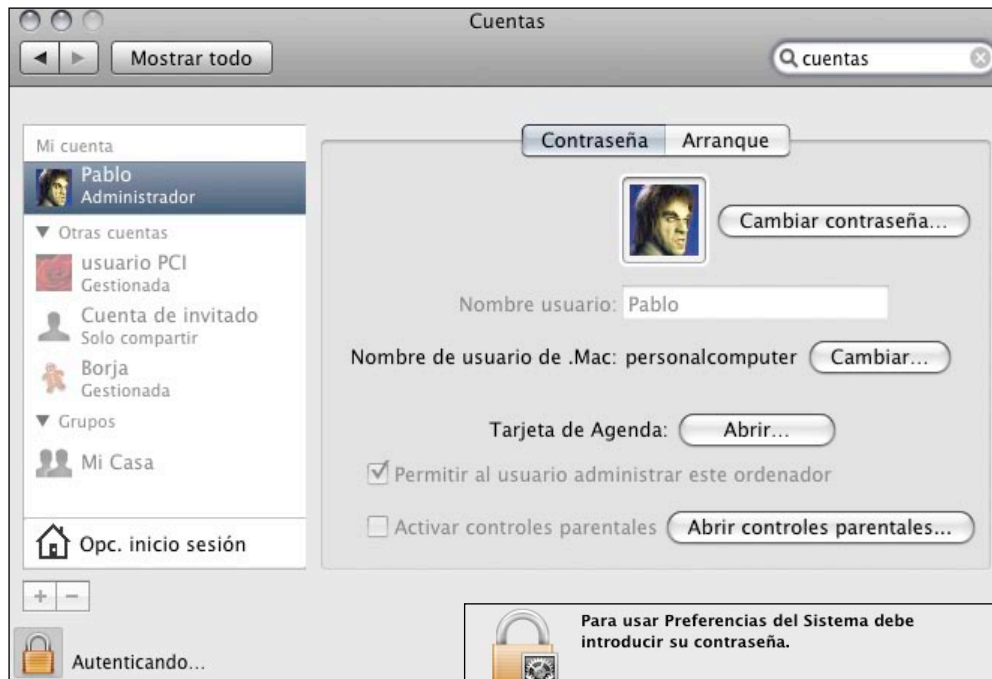 Cuentas
Mostrar todo
cuentas
Mi cuenta
Pablo
Administrador
Otras cuentas
usuario PCI
Gestionada
Cuenta de invitado
Solo compartir
Borja
Gestionada
Grupos
Mi Casa
Opc. inicio sesión
Contraseña Arranque
Cambiar contraseña...
Nombre usuario: Pablo
Nombre de usuario de .Mac: personalcomputer Cambiar...
Tarjeta de Agenda: Abrir...
Permitir al usuario administrar este ordenador
Activar controles parentales Abrir controles parentales...
Autenticando...
Para usar Preferencias del Sistema debe
introducir su contraseña.